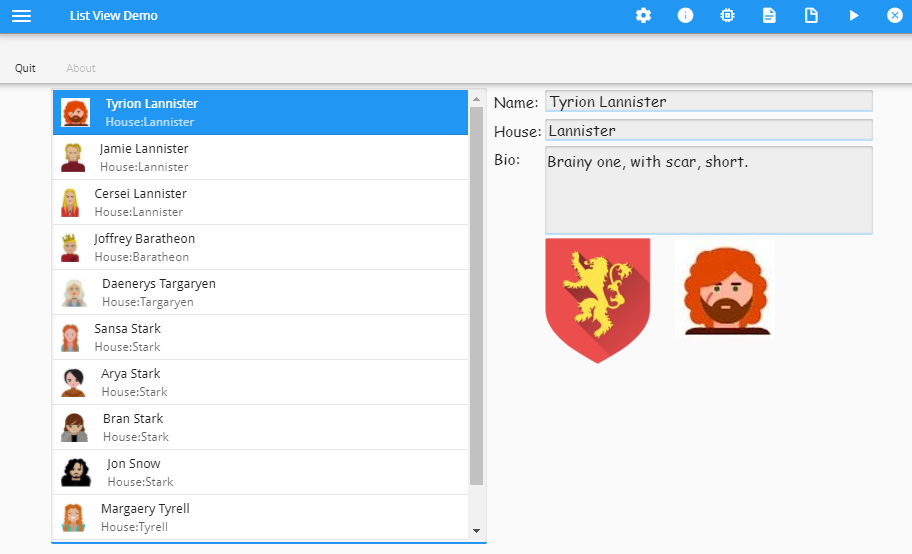 List View Demo
Quit About
Tyrion Lannister
House:Lannister
Jamie Lannister
House:Lannister
Cersei Lannister
House:Lannister
Joffrey Baratheon
House:Baratheon
Daenerys Targaryen
House:Targaryen
Sansa Stark
House:Stark
Arya Stark
House:Stark
Bran Stark
House:Stark
Jon Snow
House:Stark
Margaery Tyrell
House:Tyrell
Name: Tyrion Lannister
House: Lannister
Bio: Brainy one, with scar, short.